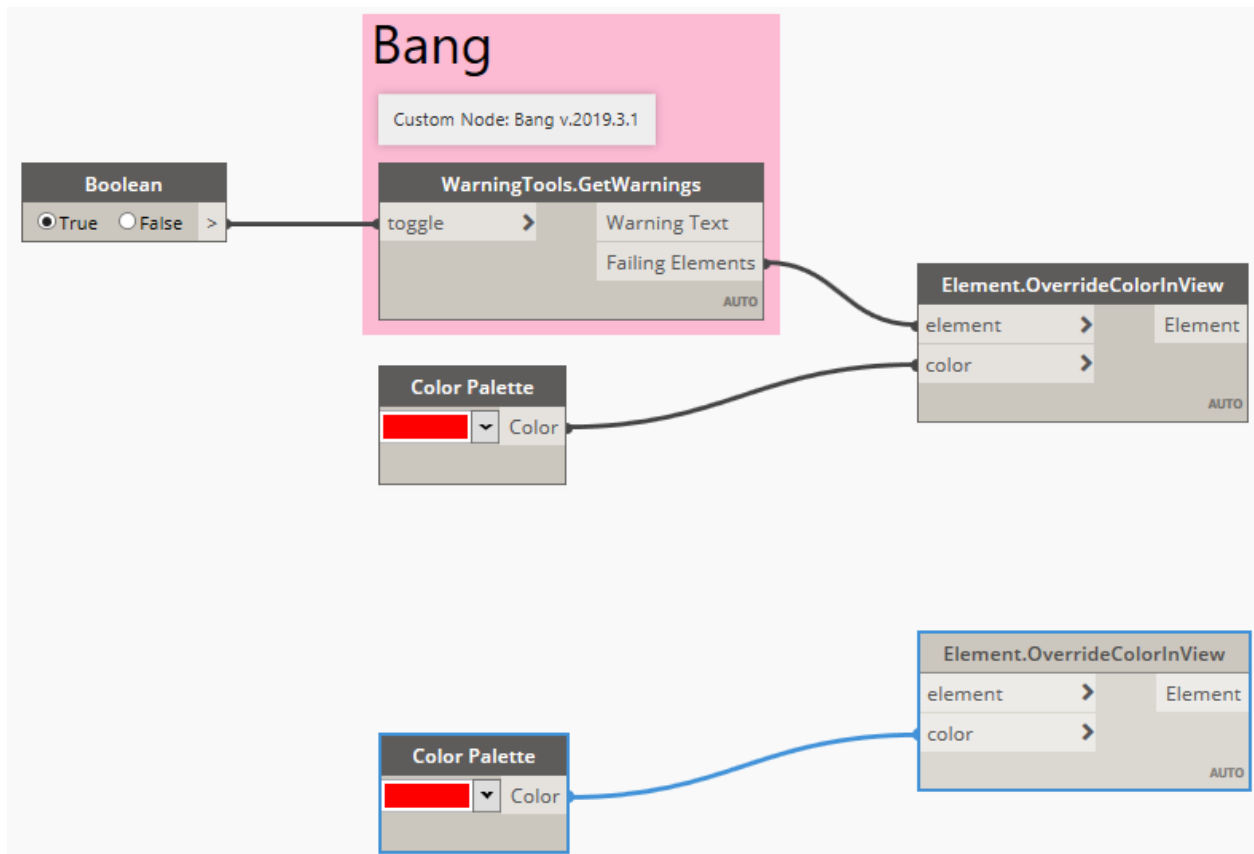 Bang
Custom Node: Bang v.2019.3.1
Boolean
True False >
WarningTools.GetWarnings
toggle > Warning Text
Failing Elements
AUTO
Element.OverrideColorInView
element > Element
color >
AUTO
Color Palette
Color
Element.OverrideColorInView
element > Element
color >
AUTO
Color Palette
Color